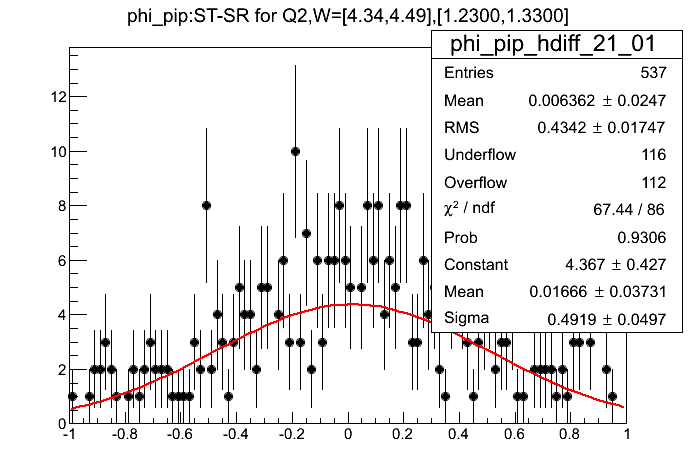 phi_pip:ST-SR for Q2,W=[4.34,4.49],[1.2300,1.3300]
phi_pip_hdiff_21_01
Entries 537
Mean 0.006362 ± 0.0247
RMS 0.4342 ± 0.01747
Underflow 116
Overflow 112
χ² / ndf 67.44 / 86
Prob 0.9306
Constant 4.367 ± 0.427
Mean 0.01666 ± 0.03731
Sigma 0.4919 ± 0.0497
12
10
8
6
4
2
0
-1 -0.8 -0.6 -0.4 -0.2 0 0.2 0.4 0.6 0.8 1